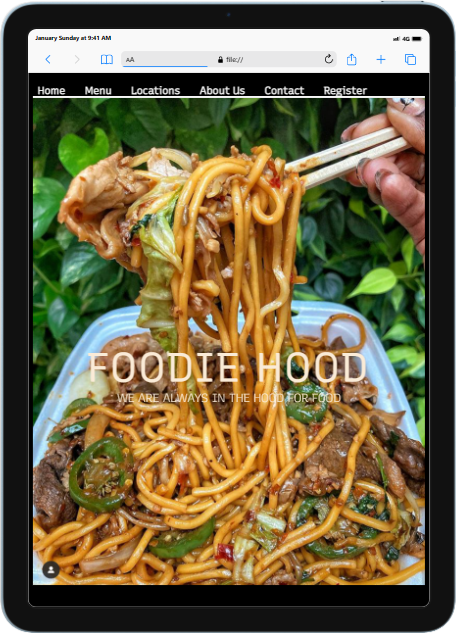 January Sunday at 9:41 AM
4G
AA
file://
Home Menu Locations About Us Contact Register
FOODIE HOOD
WE ARE ALWAYS IN THE HOOD FOR FOOD